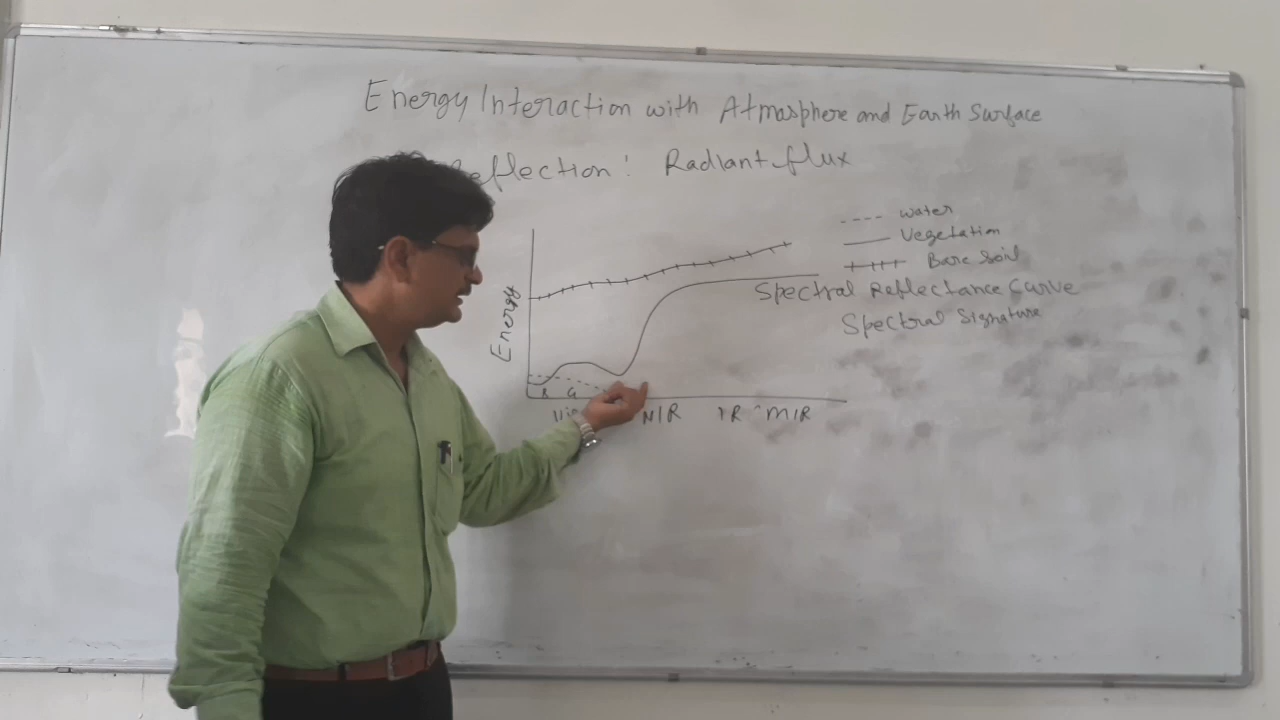 Energy Interaction with Atmosphere and Earth Surface
Reflection: Radiant flux
---- water
Vegetation
Bare Soil
Spectral Reflectance Curve
Spectral Signature
Energy
G
NIR IR MIR